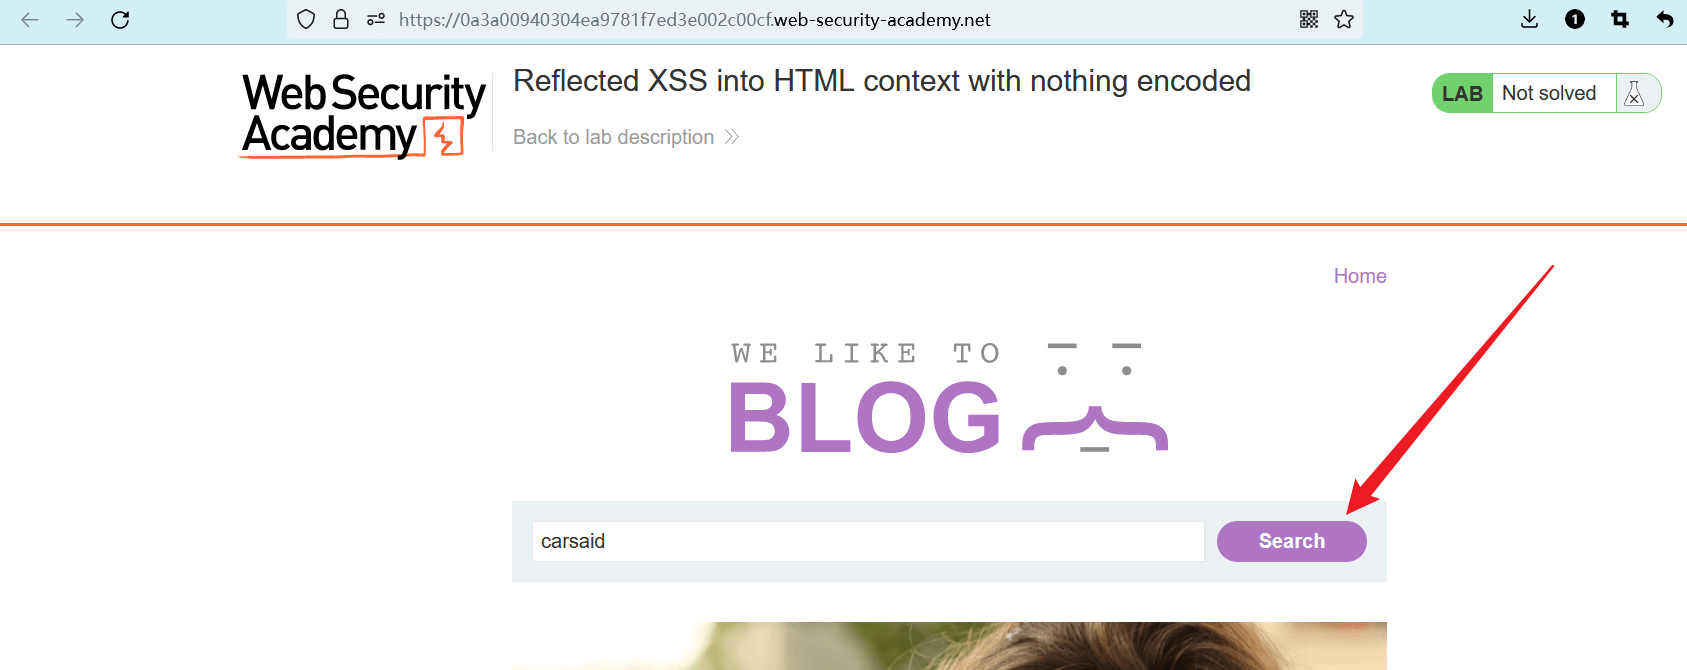 https://0a3a00940304ea9781f7ed3e002c00cf.web-security-academy.net
1
Web Security
Academy
Reflected XSS into HTML context with nothing encoded
Back to lab description
LAB Not solved
Home
WE LIKE TO
BLOG
carsaid
Search